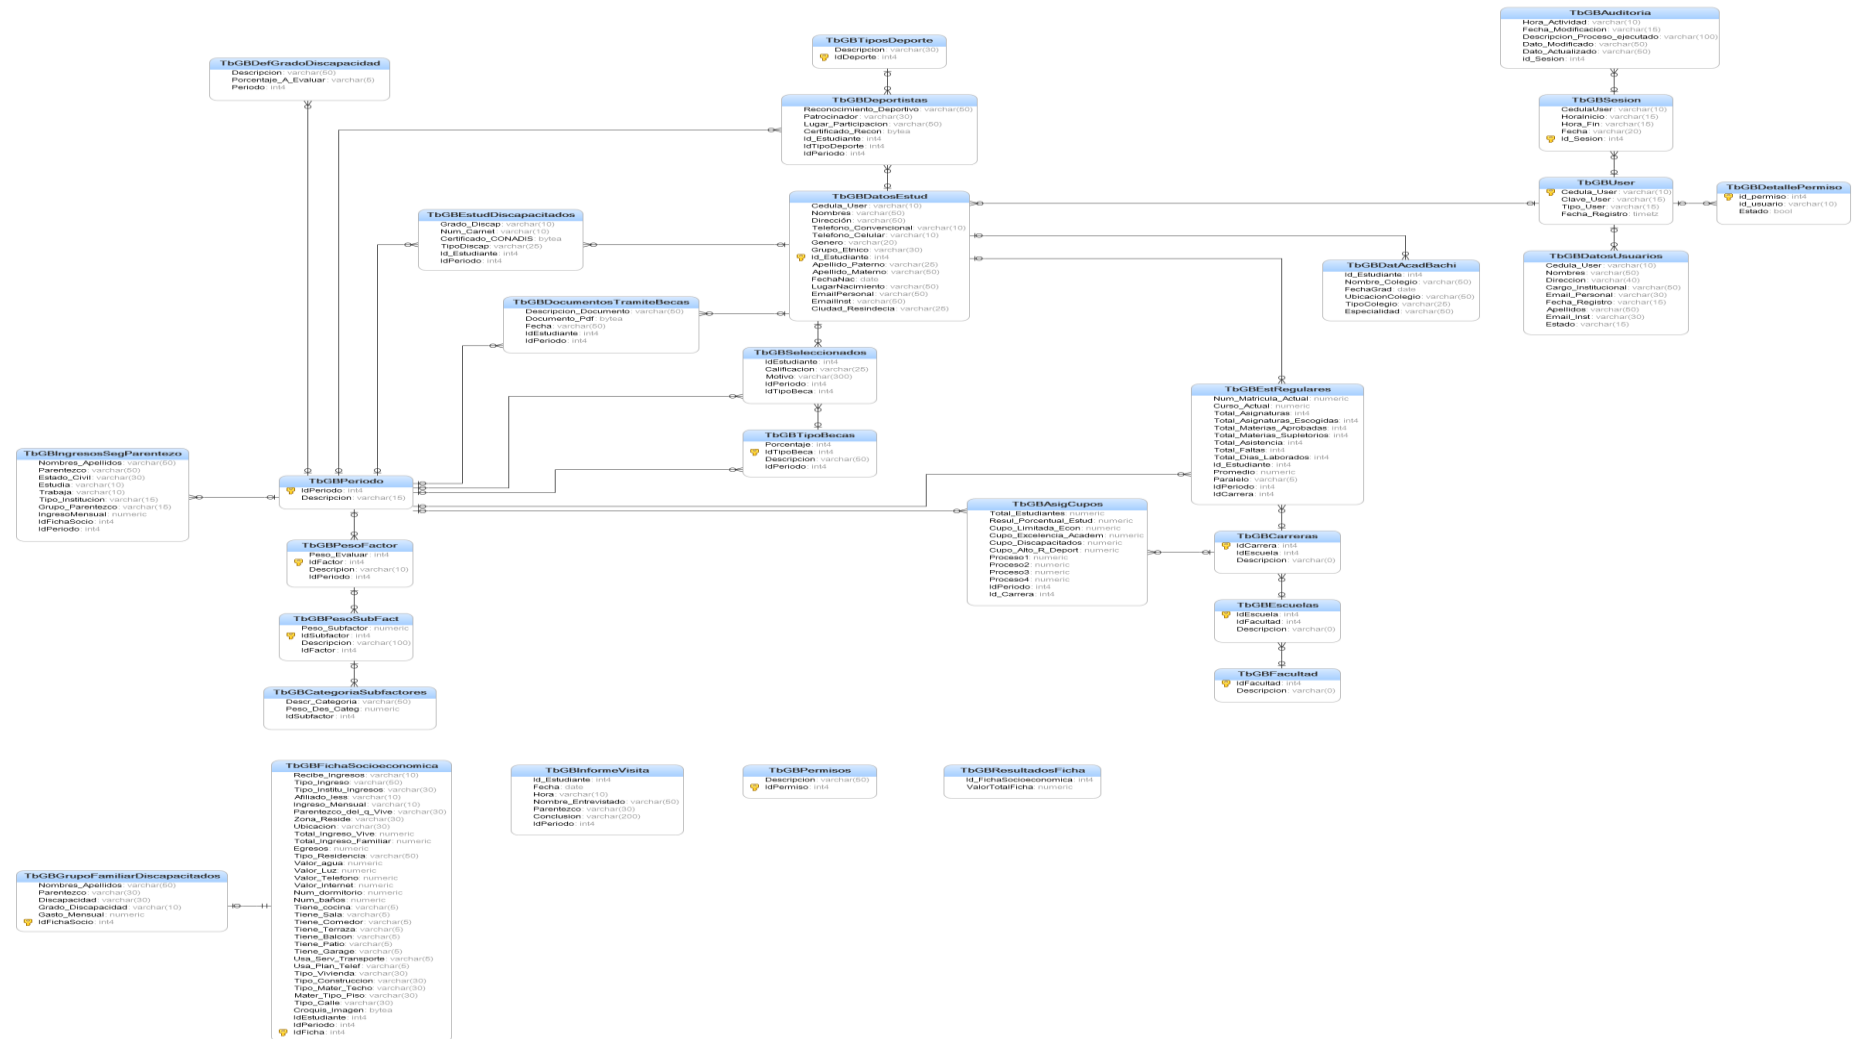 TbGBAuditoria
Hora_Actividad: varchar(10)
Fecha_Modificacion: varchar(15)
Descripcion_Proceso_ejecutado: varchar(100)
Dato_Modificado: varchar(50)
Dato_Actualizado: varchar(50)
Id_Sesion: int4
TbGBTiposDeporte
Descripcion: varchar(30)
IdDeporte: int4
TbGBDefGradoDiscapacidad
Descripcion: varchar(50)
Porcentaje_A_Evaluar: varchar(5)
Periodo: int4
TbGBDeportistas
Reconocimiento_Deportivo: varchar(50)
Patrocinador: varchar(30)
Lugar_Participacion: varchar(50)
Certificado_Recon: bytea
Id_Estudiante: int4
IdTipoDeporte: int4
IdPeriodo: int4
TbGBSesion
CedulaUser: varchar(10)
HoraInicio: varchar(15)
Hora_Fin: varchar(15)
Fecha: varchar(20)
Id_Sesion: int4
TbGBUser
Cedula_User: varchar(10)
Clave_User: varchar(15)
Tipo_User: varchar(15)
Fecha_Registro: timetz
TbGBDetallePermiso
id_permiso: int4
id_usuario: varchar(10)
Estado: bool
TbGBDatosEstud
Cedula_User: varchar(10)
Nombres: varchar(50)
Dirección: varchar(50)
Telefono_Convencional: varchar(10)
Telefono_Celular: varchar(10)
Genero: varchar(20)
Grupo_Etnico: varchar(30)
Id_Estudiante: int4
Apellido_Paterno: varchar(25)
Apellido_Materno: varchar(50)
FechaNac: date
LugarNacimiento: varchar(50)
EmailPersonal: varchar(50)
EmailInst: varchar(50)
Ciudad_Resindecia: varchar(25)
TbGBEstudDiscapacitados
Grado_Discap: varchar(10)
Num_Carnet: varchar(10)
Certificado_CONADIS: bytea
TipoDiscap: varchar(25)
Id_Estudiante: int4
IdPeriodo: int4
TbGBDatAcadBachi
Id_Estudiante: int4
Nombre_Colegio: varchar(50)
FechaGrad: date
UbicacionColegio: varchar(50)
TipoColegio: varchar(25)
Especialidad: varchar(50)
TbGBDatosUsuarios
Cedula_User: varchar(10)
Nombres: varchar(50)
Direccion: varchar(40)
Cargo_Institucional: varchar(50)
Email_Personal: varchar(30)
Fecha_Registro: varchar(15)
Apellidos: varchar(50)
Email_Inst: varchar(30)
Estado: varchar(15)
TbGBDocumentosTramiteBecas
Descripcion_Documento: varchar(50)
Documento_Pdf: bytea
Fecha: varchar(50)
IdEstudiante: int4
IdPeriodo: int4
TbGBSeleccionados
IdEstudiante: int4
Calificacion: varchar(25)
Motivo: varchar(300)
IdPeriodo: int4
IdTipoBeca: int4
TbGBEstRegulares
Num_Matricula_Actual: numeric
Curso_Actual: numeric
Total_Asignaturas: int4
Total_Asignaturas_Escogidas: int4
Total_Materias_Aprobadas: int4
Total_Materias_Supletorios: int4
Total_Asistencia: int4
Total_Faltas: int4
Total_Dias_Laborados: int4
Id_Estudiante: int4
Promedio: numeric
Paralelo: varchar(5)
IdPeriodo: int4
IdCarrera: int4
TbGBTipoBecas
Porcentaje: int4
IdTipoBeca: int4
Descripcion: varchar(50)
IdPeriodo: int4
TbGBIngresosSegParentezo
Nombres_Apellidos: varchar(50)
Parentezco: varchar(50)
Estado_Civil: varchar(30)
Estudia: varchar(10)
Trabaja: varchar(10)
Tipo_Institucion: varchar(15)
Grupo_Parentezco: varchar(15)
IngresoMensual: numeric
IdFichaSocio: int4
IdPeriodo: int4
TbGBPeriodo
IdPeriodo: int4
Descripcion: varchar(15)
TbGBAsigCupos
Total_Estudiantes: numeric
Resul_Porcentual_Estud: numeric
Cupo_Limitada_Econ: numeric
Cupo_Excelencia_Academ: numeric
Cupo_Discapacitados: numeric
Cupo_Alto_R_Deport: numeric
Proceso1: numeric
Proceso2: numeric
Proceso3: numeric
Proceso4: numeric
IdPeriodo: int4
Id_Carrera: int4
TbGBCarreras
IdCarrera: int4
IdEscuela: int4
Descripcion: varchar(0)
TbGBPesoFactor
Peso_Evaluar: int4
IdFactor: int4
Descripion: varchar(10)
IdPeriodo: int4
TbGBEscuelas
IdEscuela: int4
IdFacultad: int4
Descripcion: varchar(0)
TbGBPesoSubFact
Peso_Subfactor: numeric
IdSubfactor: int4
Descripcion: varchar(100)
IdFactor: int4
TbGBFacultad
IdFacultad: int4
Descripcion: varchar(0)
TbGBCategoriaSubfactores
Descr_Categoria: varchar(50)
Peso_Des_Categ: numeric
IdSubfactor: int4
TbGBFichaSocioeconomica
Recibe_Ingresos: varchar(10)
Tipo_Ingreso: varchar(50)
Tipo_Institu_Ingresos: varchar(30)
Afiliado_Iess: varchar(10)
Ingreso_Mensual: varchar(10)
Parentezco_del_q_Vive: varchar(30)
Zona_Reside: varchar(30)
Ubicacion: varchar(30)
Total_Ingreso_Vive: numeric
Total_Ingreso_Familiar: numeric
Egresos: numeric
Tipo_Residencia: varchar(50)
Valor_agua: numeric
Valor_Luz: numeric
Valor_Telefono: numeric
Valor_Internet: numeric
Num_dormitorio: numeric
Num_baños: numeric
Tiene_cocina: varchar(5)
Tiene_Sala: varchar(5)
Tiene_Comedor: varchar(5)
Tiene_Terraza: varchar(5)
Tiene_Balcon: varchar(5)
Tiene_Patio: varchar(5)
Tiene_Garage: varchar(5)
Usa_Serv_Transporte: varchar(5)
Usa_Plan_Telef: varchar(5)
Tipo_Vivienda: varchar(30)
Tipo_Construccion: varchar(30)
Tipo_Mater_Techo: varchar(30)
Mater_Tipo_Piso: varchar(30)
Tipo_Calle: varchar(30)
Croquis_Imagen: bytea
IdEstudiante: int4
IdPeriodo: int4
IdFicha: int4
TbGBInformeVisita
Id_Estudiante: int4
Fecha: date
Hora: varchar(10)
Nombre_Entrevistado: varchar(50)
Parentezco: varchar(30)
Conclusion: varchar(200)
IdPeriodo: int4
TbGBPermisos
Descripcion: varchar(50)
IdPermiso: int4
TbGBResultadosFicha
Id_FichaSocioeconomica: int4
ValorTotalFicha: numeric
TbGBGrupoFamiliarDiscapacitados
Nombres_Apellidos: varchar(50)
Parentezco: varchar(30)
Discapacidad: varchar(30)
Grado_Discapacidad: varchar(10)
Gasto_Mensual: numeric
IdFichaSocio: int4